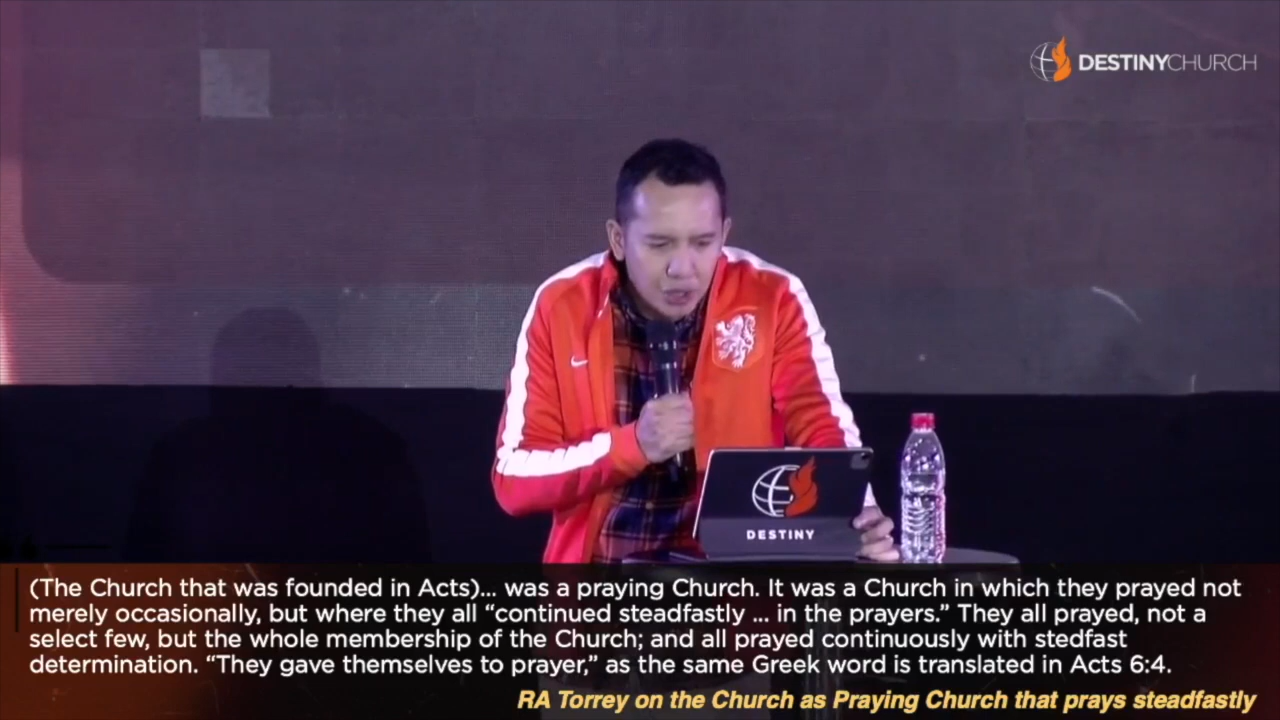 DESTINYCHURCH
DESTINY
(The Church that was founded in Acts)... was a praying Church. It was a Church in which they prayed not
merely occasionally, but where they all “continued steadfastly ... in the prayers.” They all prayed, not a
select few, but the whole membership of the Church; and all prayed continuously with stedfast
determination. “They gave themselves to prayer,” as the same Greek word is translated in Acts 6:4.
RA Torrey on the Church as Praying Church that prays steadfastly